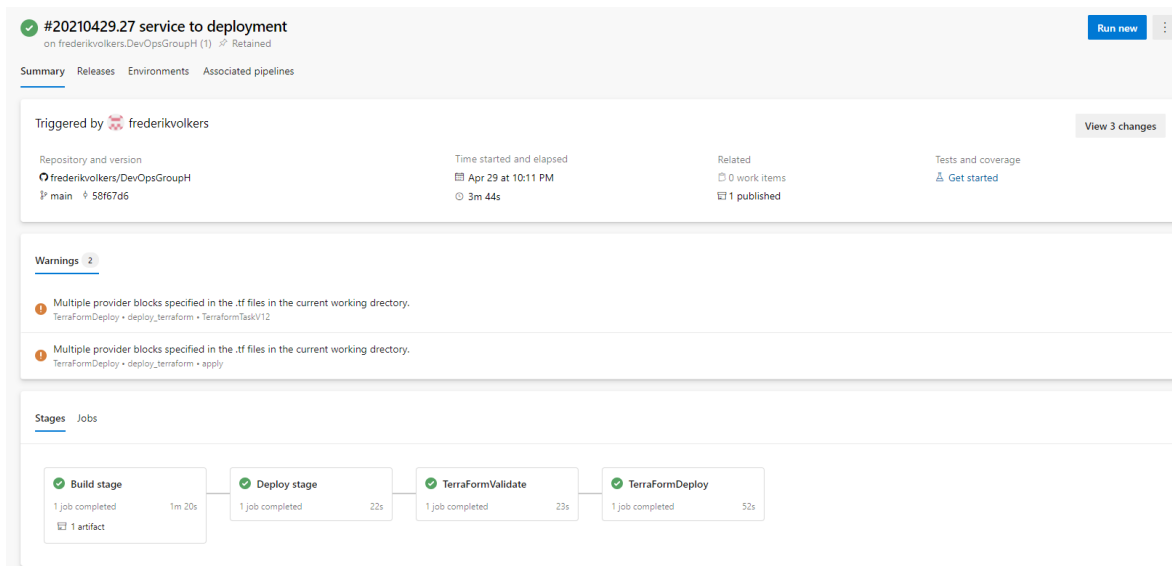 #20210429.27 service to deployment
on frederikvolkers.DevOpsGroupH (1) Retained
Run new
Summary Releases Environments Associated pipelines
Triggered by frederikvolkers
View 3 changes
Repository and version
frederikvolkers/DevOpsGroupH
main 58f67d6
Time started and elapsed
Apr 29 at 10:11 PM
3m 44s
Related
0 work items
1 published
Tests and coverage
Get started
Warnings 2
Multiple provider blocks specified in the .tf files in the current working drectory.
TerraFormDeploy • deploy_terraform • TerraformTaskV12
Multiple provider blocks specified in the .tf files in the current working drectory.
TerraFormDeploy • deploy_terraform • apply
Stages Jobs
Build stage
1 job completed 1m 20s
1 artifact
Deploy stage
1 job completed 22s
TerraFormValidate
1 job completed 23s
TerraFormDeploy
1 job completed 52s